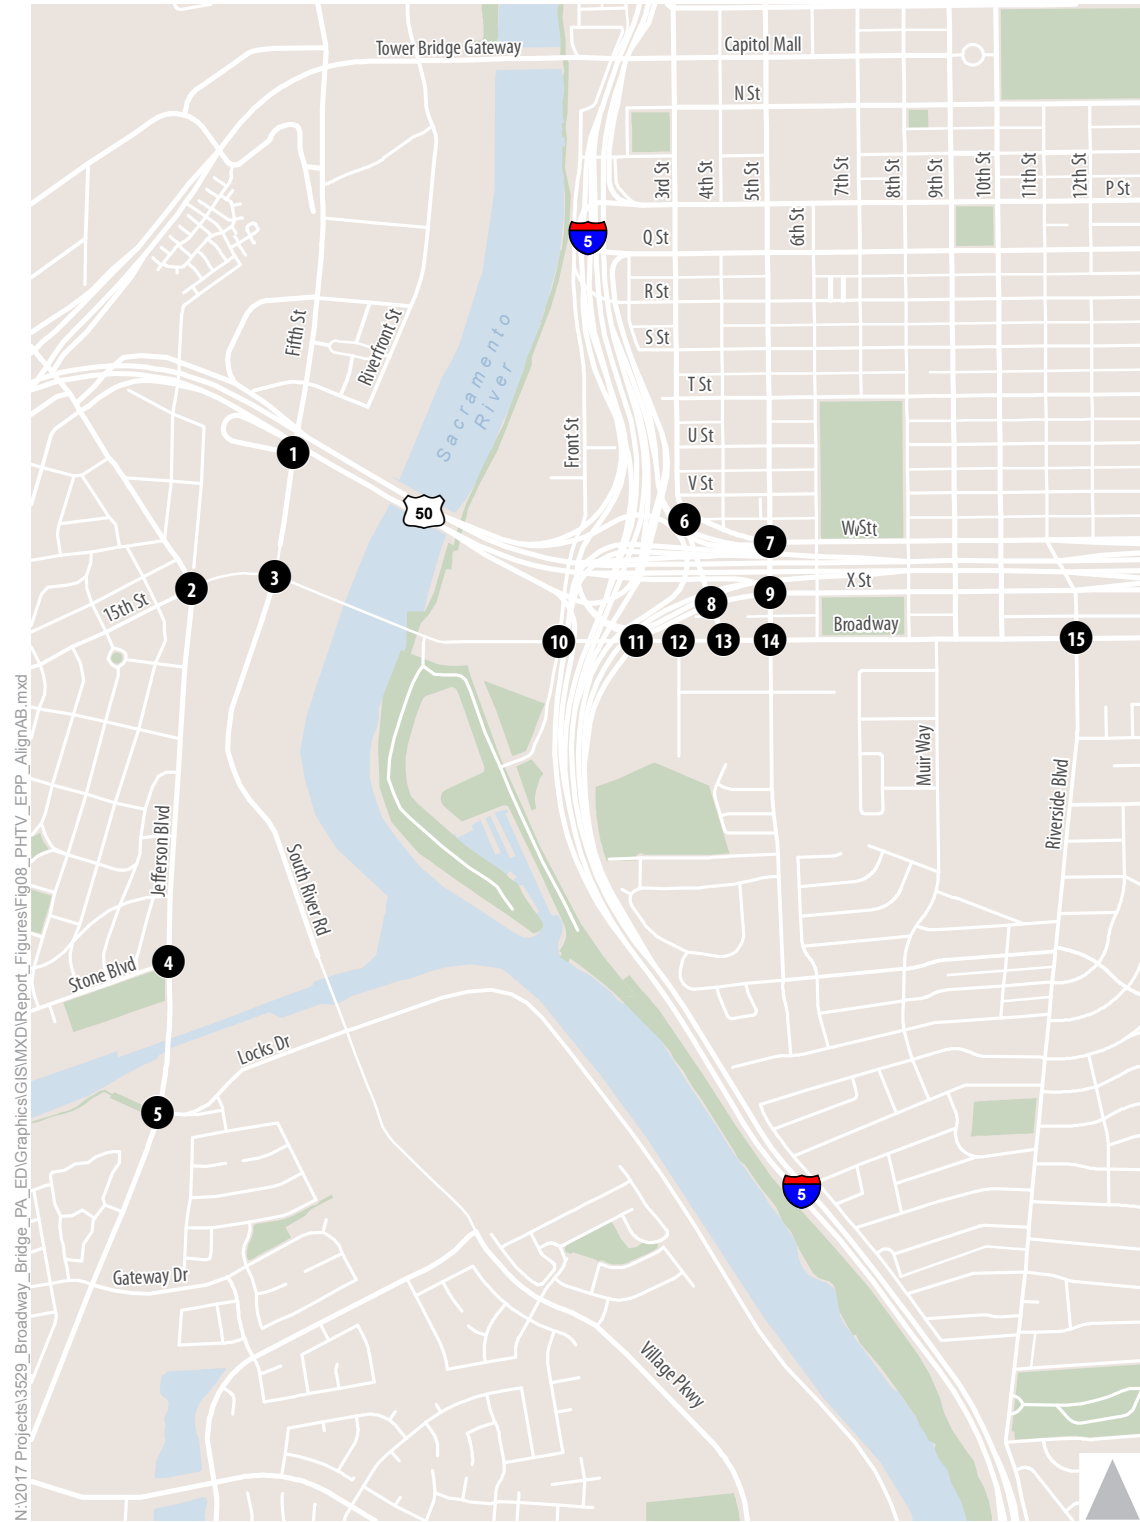 Tower Bridge Gateway
Capitol Mall
N St
3rd St
4th St
5th St
7th St
8th St
9th St
10th St
11th St
12th St
P St
6th St
Q St
5
R St
Fifth St
Riverfront St
Sacramento
River
S St
T St
Front St
U St
1
V St
50
6
W St
7
2
3
X St
15th St
8
9
Broadway
10
11
12
13
14
15
Muir Way
Riverside Blvd
Jefferson Blvd
South River Rd
4
Stone Blvd
Locks Dr
5
5
Gateway Dr
Village Pkwy
N:\2017 Projects\3529_Broadway_Bridge_PA_ED\Graphics\GIS\MXD\Report_Figures\Fig08_PHTV_EPP_AlignAB.mxd